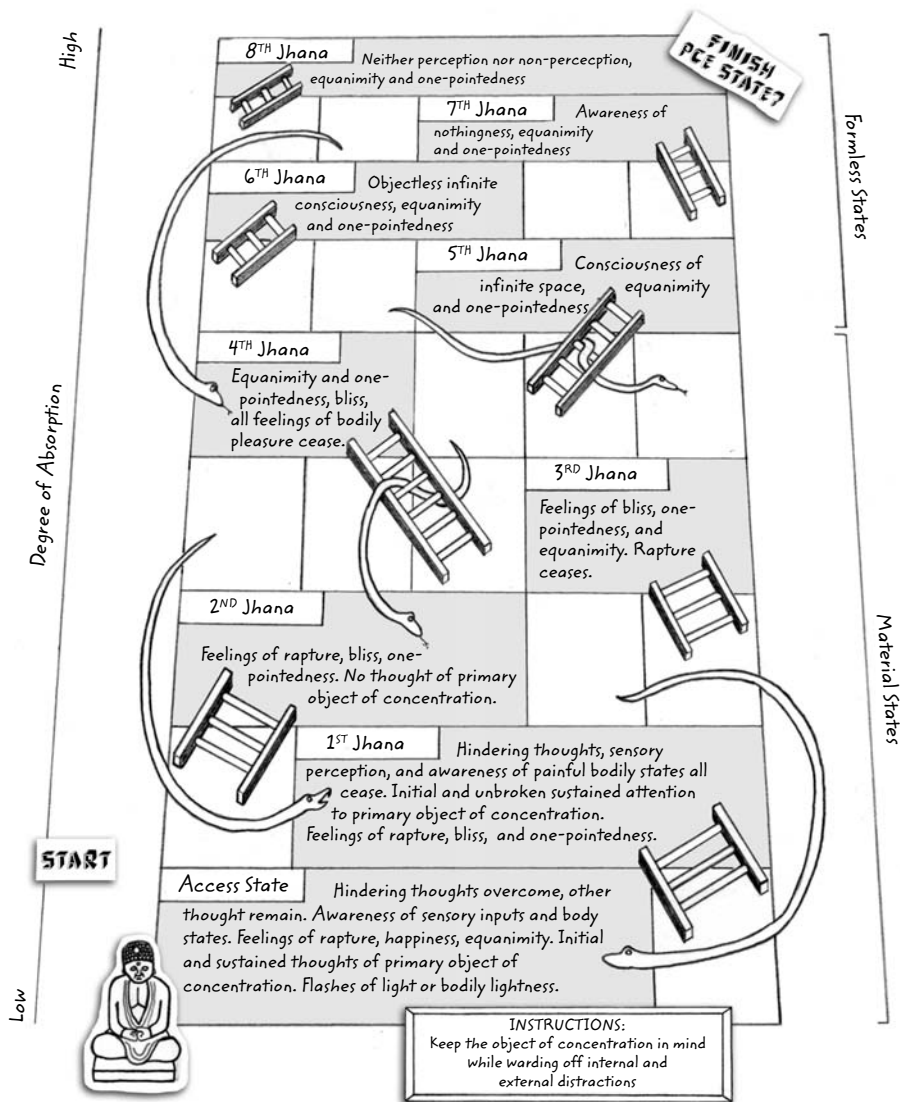 High
FINISH
PCE STATE?
8TH Jhana
Neither perception nor non-percecption,
equanimity and one-pointedness
7TH Jhana
Awareness of
nothingness, equanimity
and one-pointedness
6TH Jhana
Objectless infinite
consciousness, equanimity
and one-pointedness
Formless States
5TH Jhana
Consciousness of
infinite space, equanimity
and one-pointedness
4TH Jhana
Equanimity and one-
pointedness, bliss,
all feelings of bodily
pleasure cease.
Degree of Absorption
3RD Jhana
Feelings of bliss, one-
pointedness, and
equanimity. Rapture
ceases.
2ND Jhana
Feelings of rapture, bliss, one-
pointedness. No thought of primary
object of concentration.
Material States
1ST Jhana
Hindering thoughts, sensory
perception, and awareness of painful bodily states all
cease. Initial and unbroken sustained attention
to primary object of concentration.
Feelings of rapture, bliss, and one-pointedness.
START
Access State
Hindering thoughts overcome, other
thought remain. Awareness of sensory inputs and body
states. Feelings of rapture, happiness, equanimity. Initial
and sustained thoughts of primary object of
concentration. Flashes of light or bodily lightness.
Low
INSTRUCTIONS:
Keep the object of concentration in mind
while warding off internal and
external distractions